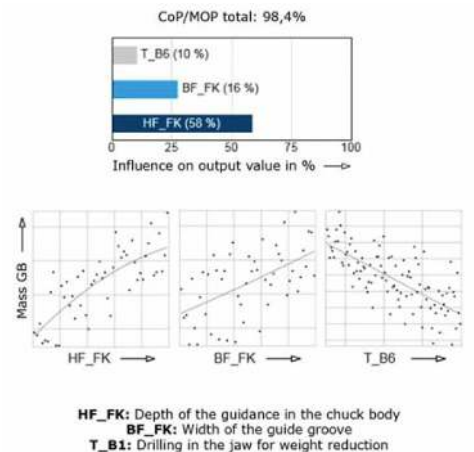 CoP/MOP total: 98,4%
T_B6 (10 %)
BF_FK (16 %)
HF_FK (58 %)
0 25 50 75 100
Influence on output value in %
Mass GB
HF_FK BF_FK T_B6
HF_FK: Depth of the guidance in the chuck body
BF_FK: Width of the guide groove
T_B1: Drilling in the jaw for weight reduction